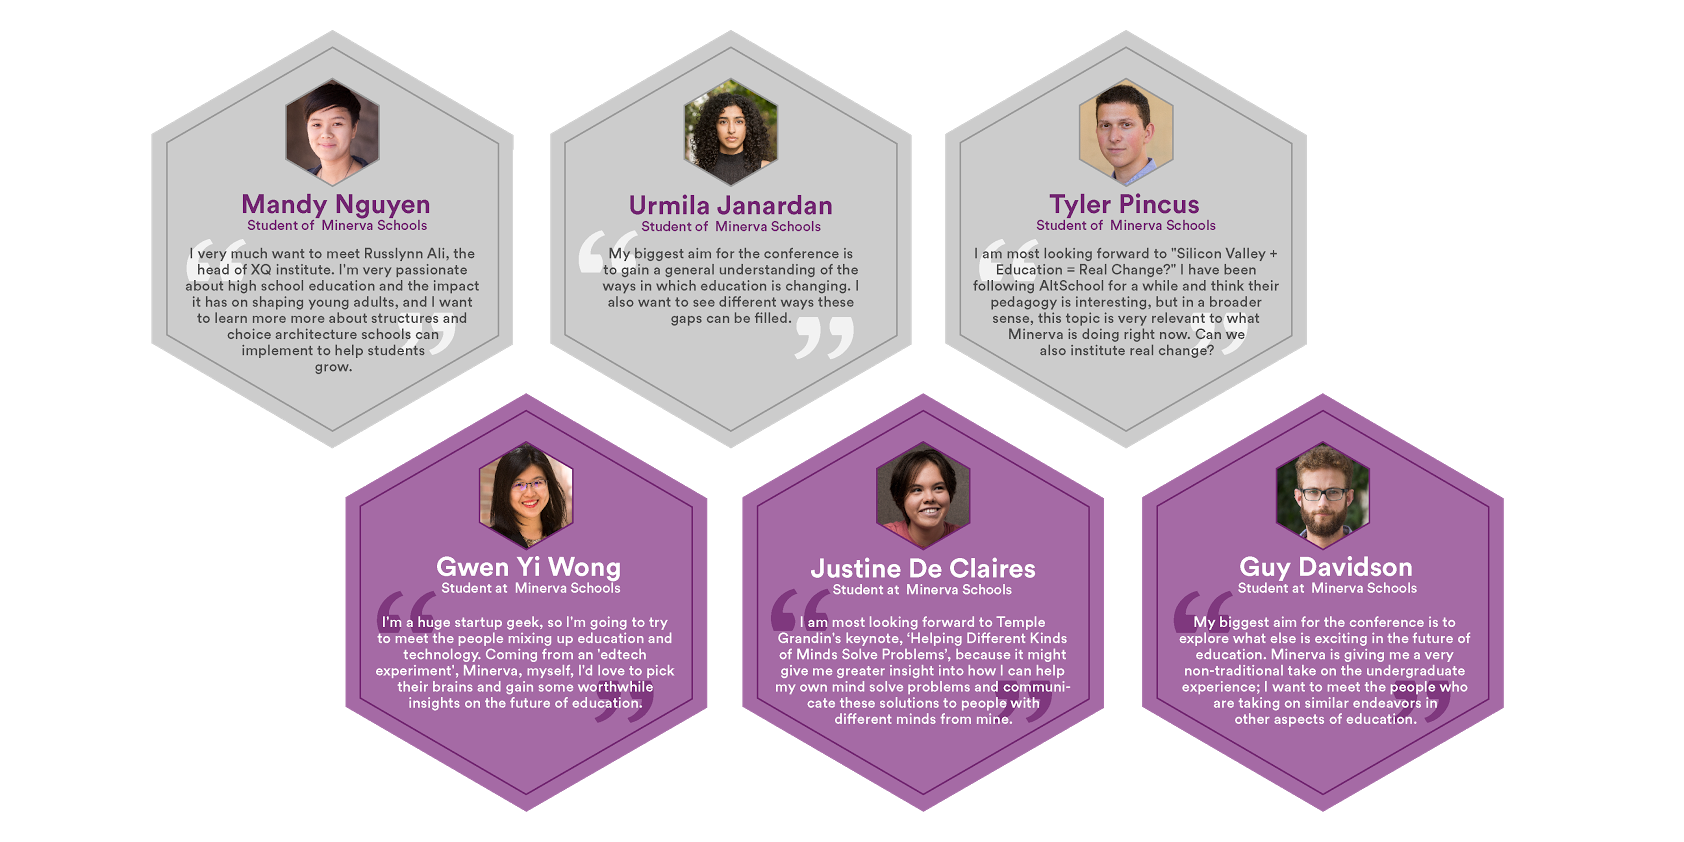 Mandy Nguyen
Student of Minerva Schools
I very much want to meet Russlynn Ali, the
head of XQ institute. I'm very passionate
about high school education and the impact
it has on shaping young adults, and I want
to learn more more about structures and
choice architecture schools can
implement to help students
grow.
Urmila Janardan
Student of Minerva Schools
My biggest aim for the conference is
to gain a general understanding of the
ways in which education is changing. I
also want to see different ways these
gaps can be filled.
Tyler Pincus
Student of Minerva Schools
I am most looking forward to "Silicon Valley +
Education = Real Change?" I have been
following AltSchool for a while and think their
pedagogy is interesting, but in a broader
sense, this topic is very relevant to what
Minerva is doing right now. Can we
also institute real change?
Gwen Yi Wong
Student at Minerva Schools
I'm a huge startup geek, so I'm going to try
to meet the people mixing up education and
technology. Coming from an 'edtech
experiment', Minerva, myself, I'd love to pick
their brains and gain some worthwhile
insights on the future of education.
Justine De Claires
Student at Minerva Schools
I am most looking forward to Temple
Grandin's keynote, ‘Helping Different Kinds
of Minds Solve Problems’, because it might
give me greater insight into how I can help
my own mind solve problems and communi-
cate these solutions to people with
different minds from mine.
Guy Davidson
Student at Minerva Schools
My biggest aim for the conference is to
explore what else is exciting in the future of
education. Minerva is giving me a very
non-traditional take on the undergraduate
experience; I want to meet the people who
are taking on similar endeavors in
other aspects of education.